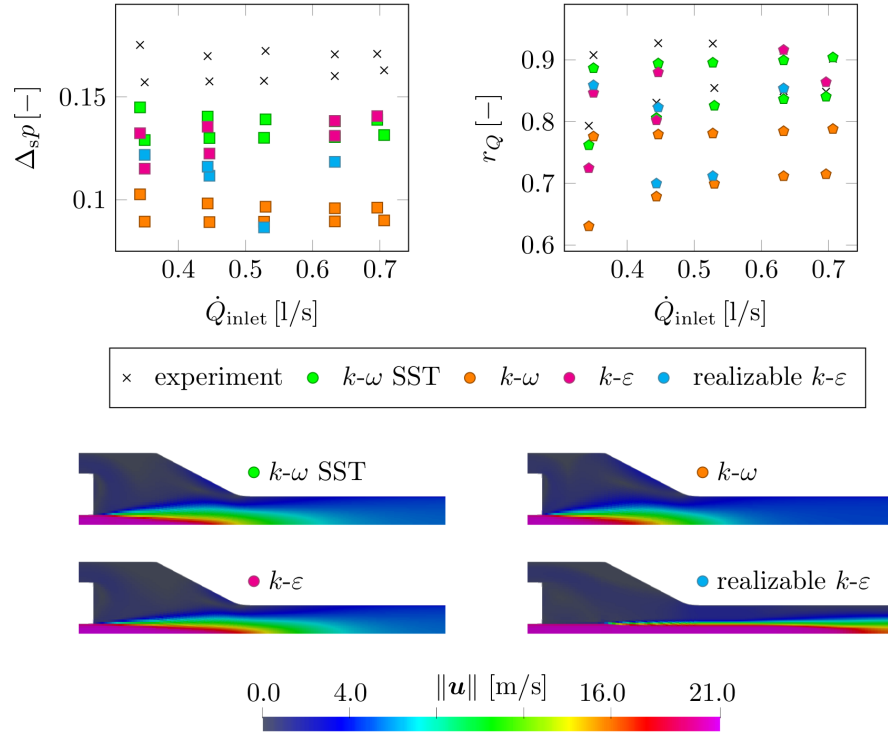 0.15
0.1
Δₛp [−]
0.4 0.5 0.6 0.7
Q̇inlet [l/s]
0.9
0.8
0.7
0.6
r_Q [−]
0.4 0.5 0.6 0.7
Q̇inlet [l/s]
× experiment k-ω SST k-ω k-ε realizable k-ε
k-ω SST
k-ω
k-ε
realizable k-ε
‖u‖ [m/s]
0.0 4.0 16.0 21.0